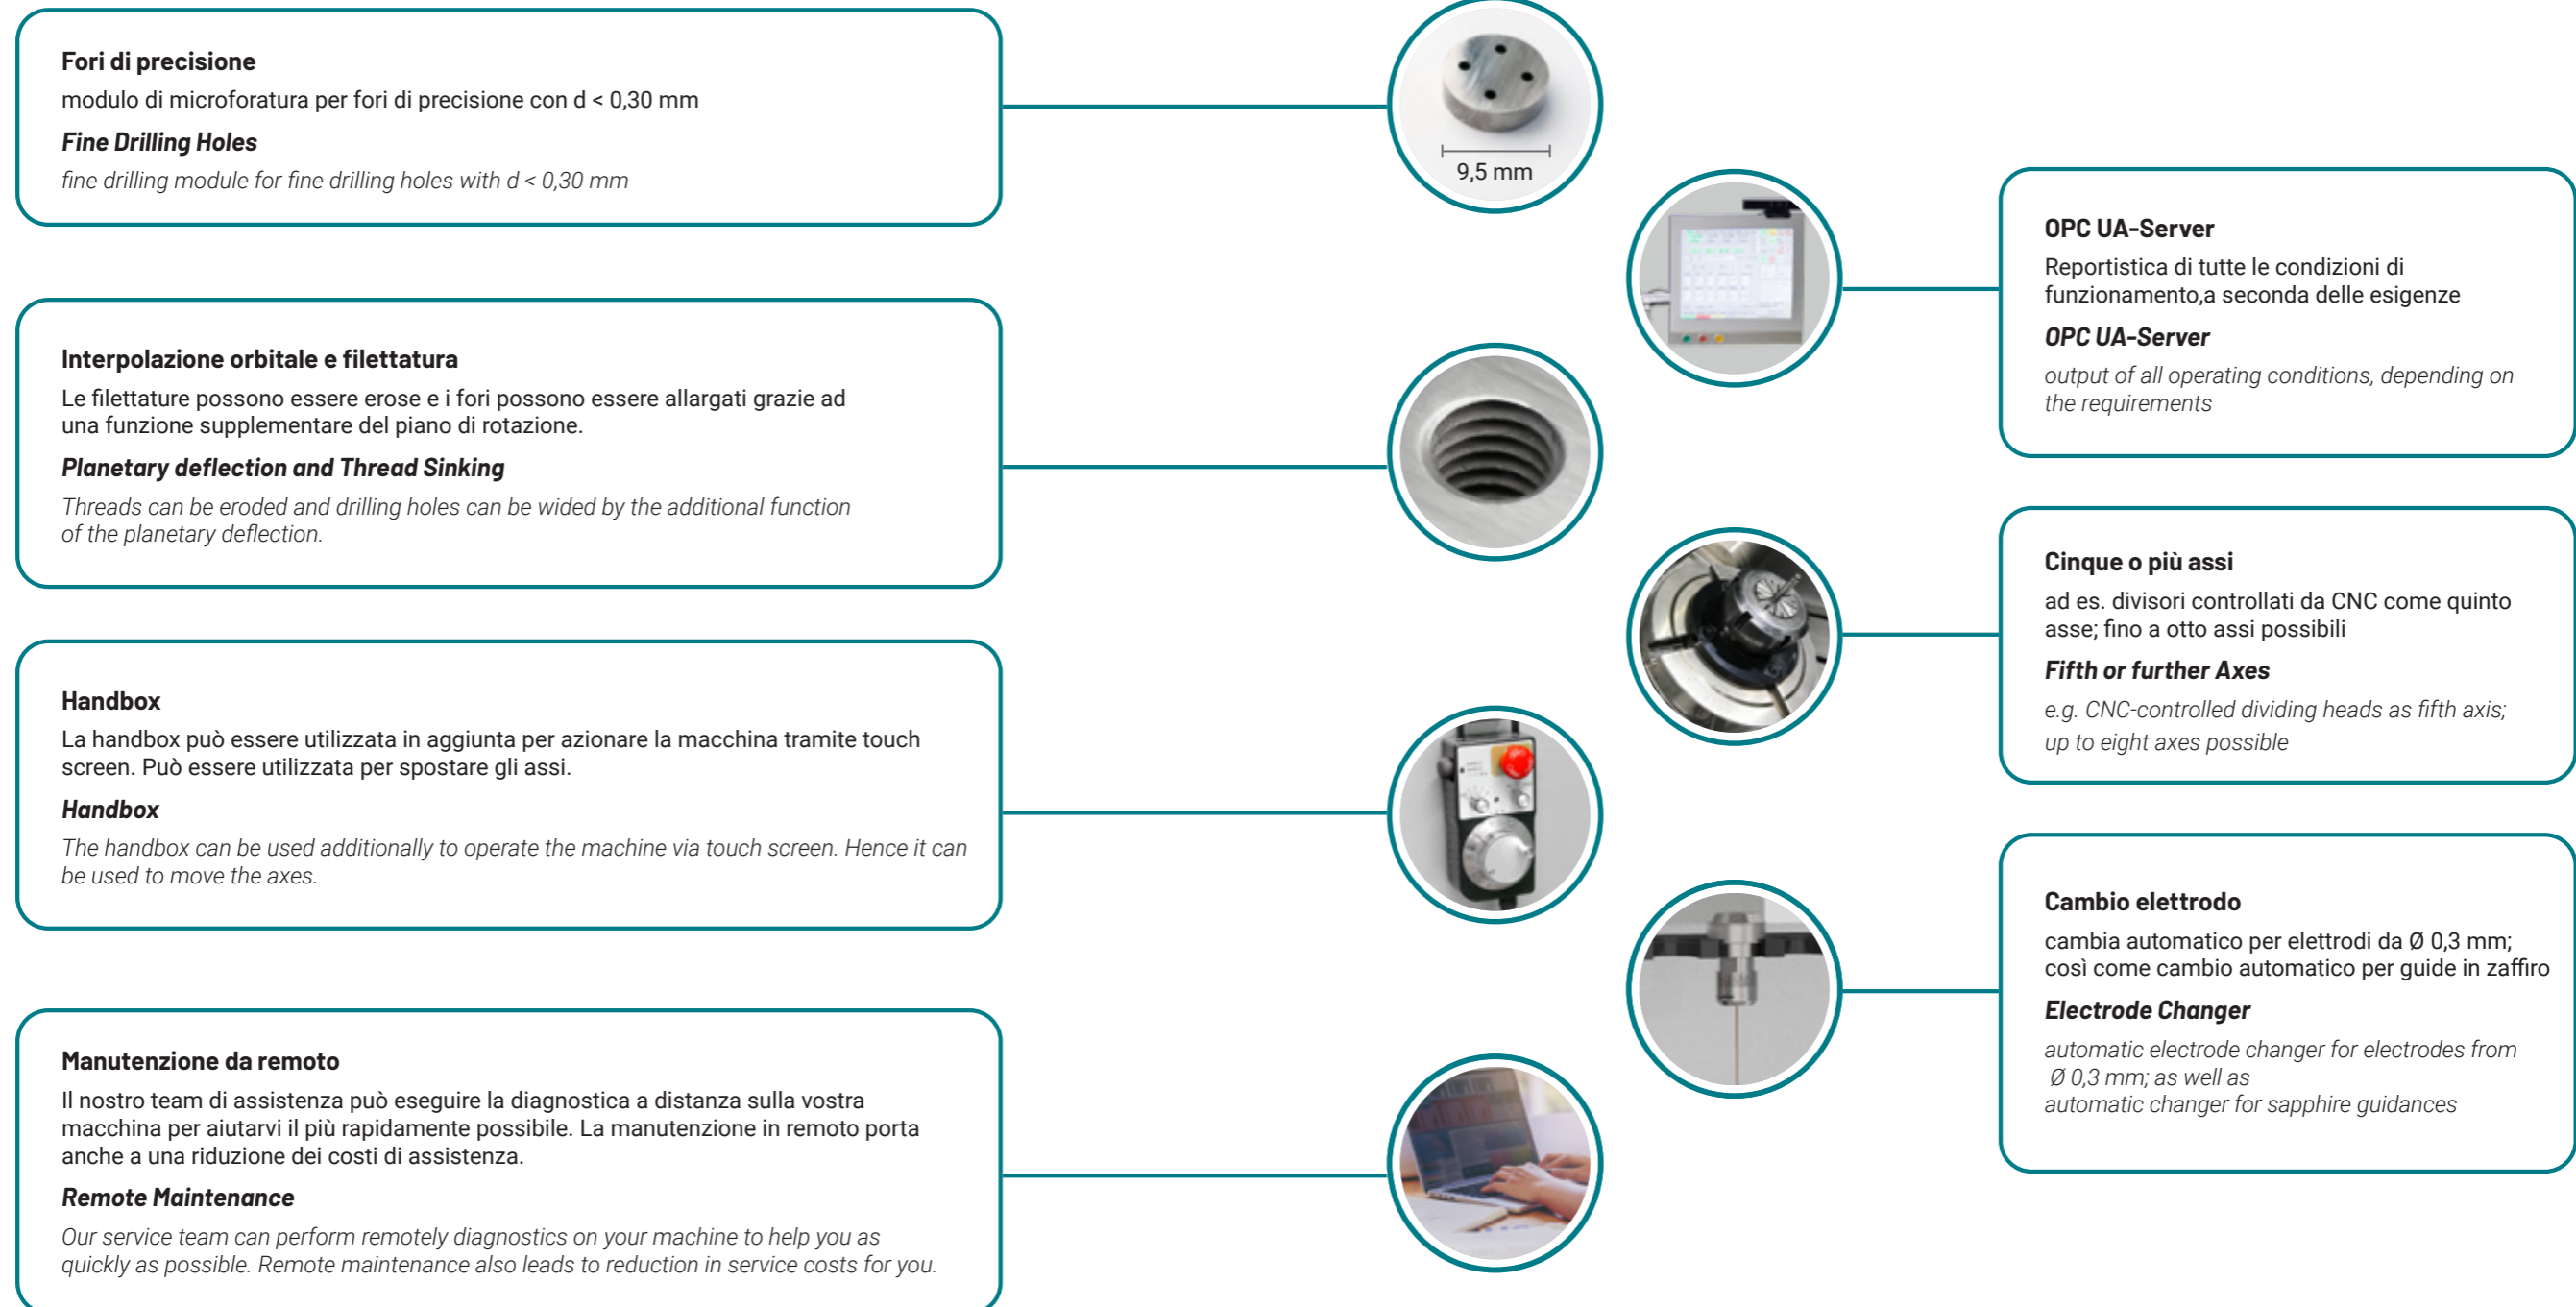 Fori di precisione
modulo di microforatura per fori di precisione con d < 0,30 mm
Fine Drilling Holes
fine drilling module for fine drilling holes with d < 0,30 mm
9,5 mm
Interpolazione orbitale e filettatura
Le filettature possono essere erose e i fori possono essere allargati grazie ad
una funzione supplementare del piano di rotazione.
Planetary deflection and Thread Sinking
Threads can be eroded and drilling holes can be wided by the additional function
of the planetary deflection.
Handbox
La handbox può essere utilizzata in aggiunta per azionare la macchina tramite touch
screen. Può essere utilizzata per spostare gli assi.
Handbox
The handbox can be used additionally to operate the machine via touch screen. Hence it can
be used to move the axes.
Manutenzione da remoto
Il nostro team di assistenza può eseguire la diagnostica a distanza sulla vostra
macchina per aiutarvi il più rapidamente possibile. La manutenzione in remoto porta
anche a una riduzione dei costi di assistenza.
Remote Maintenance
Our service team can perform remotely diagnostics on your machine to help you as
quickly as possible. Remote maintenance also leads to reduction in service costs for you.
OPC UA-Server
Reportistica di tutte le condizioni di
funzionamento,a seconda delle esigenze
OPC UA-Server
output of all operating conditions, depending on
the requirements
Cinque o più assi
ad es. divisori controllati da CNC come quinto
asse; fino a otto assi possibili
Fifth or further Axes
e.g. CNC-controlled dividing heads as fifth axis;
up to eight axes possible
Cambio elettrodo
cambia automatico per elettrodi da Ø 0,3 mm;
così come cambio automatico per guide in zaffiro
Electrode Changer
automatic electrode changer for electrodes from
Ø 0,3 mm; as well as
automatic changer for sapphire guidances